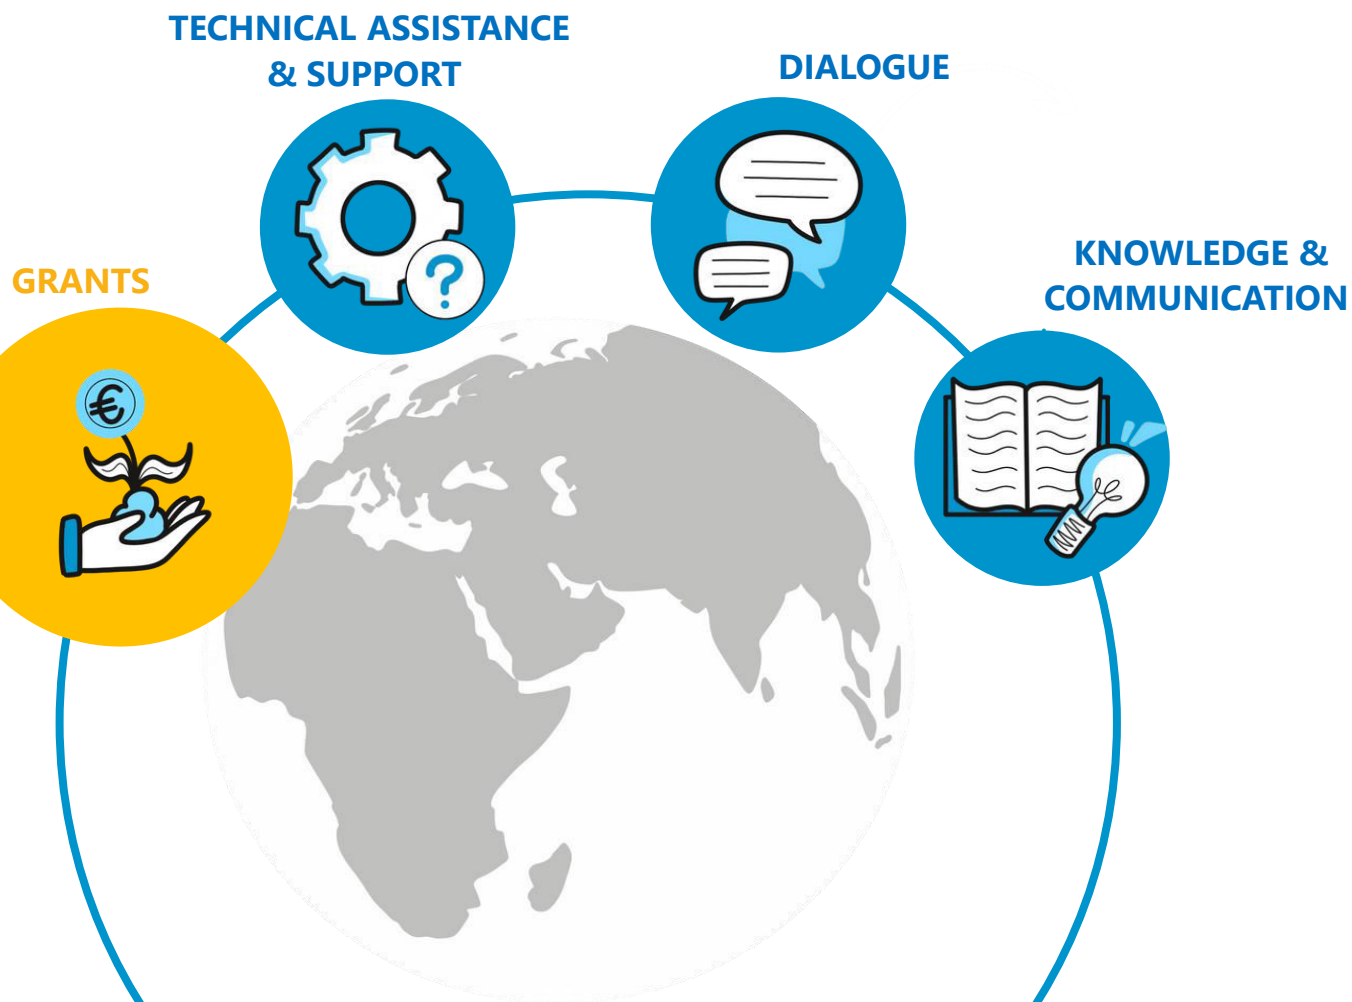 TECHNICAL ASSISTANCE
& SUPPORT
DIALOGUE
KNOWLEDGE &
COMMUNICATION
GRANTS
€
?